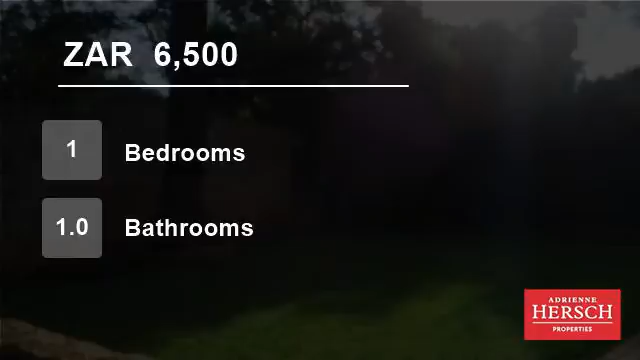 ZAR 6,500
1 Bedrooms
1.0 Bathrooms
ADRIENNE
HERSCH
PROPERTIES